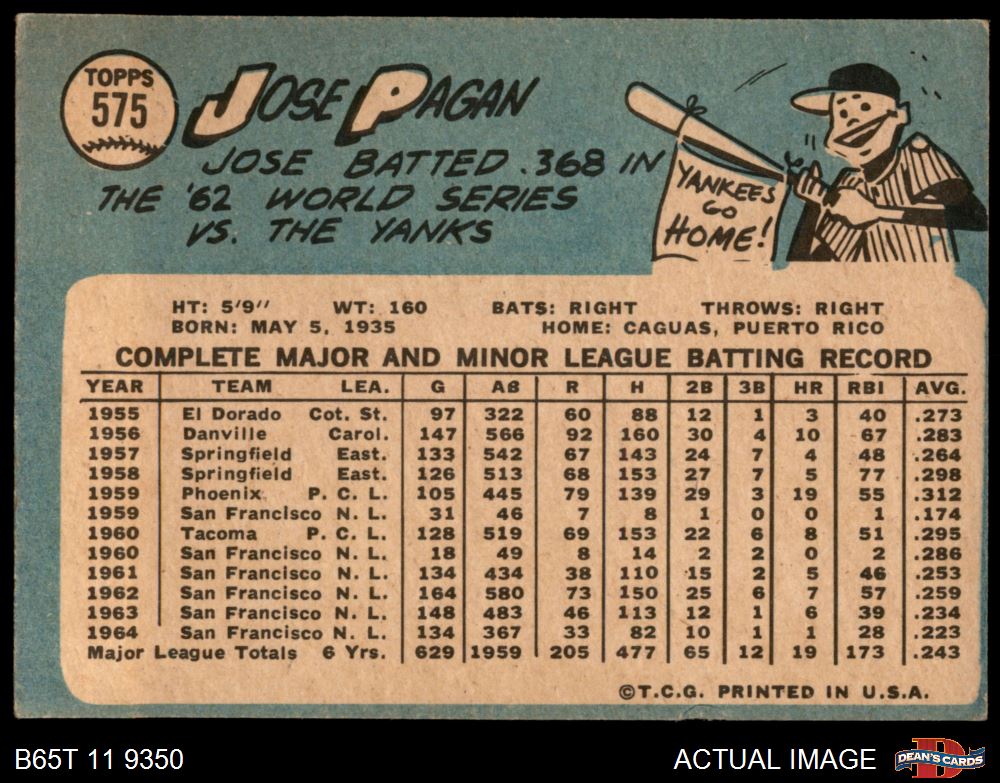 TOPPS
575
JOSE PAGAN
JOSE BATTED .368 IN
THE '62 WORLD SERIES
VS. THE YANKS
YANKEES
GO
HOME!
HT: 5'9" WT: 160 BATS: RIGHT THROWS: RIGHT
BORN: MAY 5, 1935 HOME: CAGUAS, PUERTO RICO
COMPLETE MAJOR AND MINOR LEAGUE BATTING RECORD
YEAR TEAM LEA. G AB R H 2B 3B HR RBI AVG.
1955 El Dorado Cot. St. 97 322 60 88 12 1 3 40 .273
1956 Danville Carol. 147 566 92 160 30 4 10 67 .283
1957 Springfield East. 133 542 67 143 24 7 4 48 .264
1958 Springfield East. 126 513 68 153 27 7 5 77 .298
1959 Phoenix P. C. L. 105 445 79 139 29 3 19 55 .312
1959 San Francisco N. L. 31 46 7 8 1 0 0 1 .174
1960 Tacoma P. C. L. 128 519 69 153 22 6 8 51 .295
1960 San Francisco N. L. 18 49 8 14 2 2 0 2 .286
1961 San Francisco N. L. 134 434 38 110 15 2 5 46 .253
1962 San Francisco N. L. 164 580 73 150 25 6 7 57 .259
1963 San Francisco N. L. 148 483 46 113 12 1 6 39 .234
1964 San Francisco N. L. 134 367 33 82 10 1 1 28 .223
Major League Totals 6 Yrs. 629 1959 205 477 65 12 19 173 .243
©T.C.G. PRINTED IN U.S.A.
B65T 11 9350 ACTUAL IMAGE DEAN'S CARDS